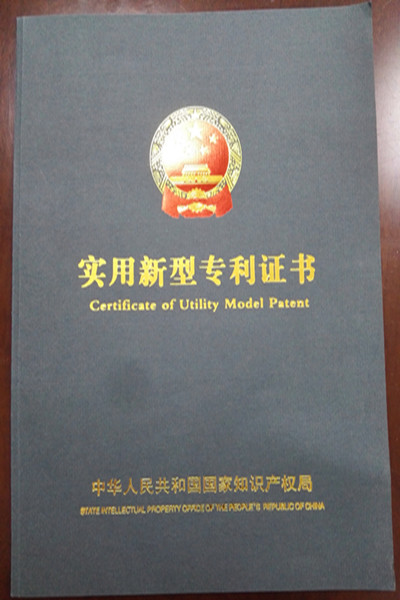 实用新型专利证书
Certificate of Utility Model Patent
中华人民共和国国家知识产权局
STATE INTELLECTUAL PROPERTY OFFICE OF THE PEOPLE'S REPUBLIC OF CHINA